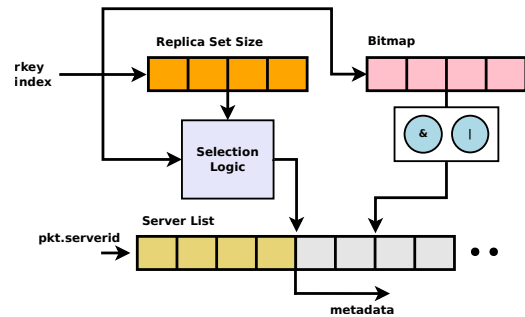 Replica Set Size
Bitmap
rkey
index
& |
Selection
Logic
Server List
pkt.serverid
metadata